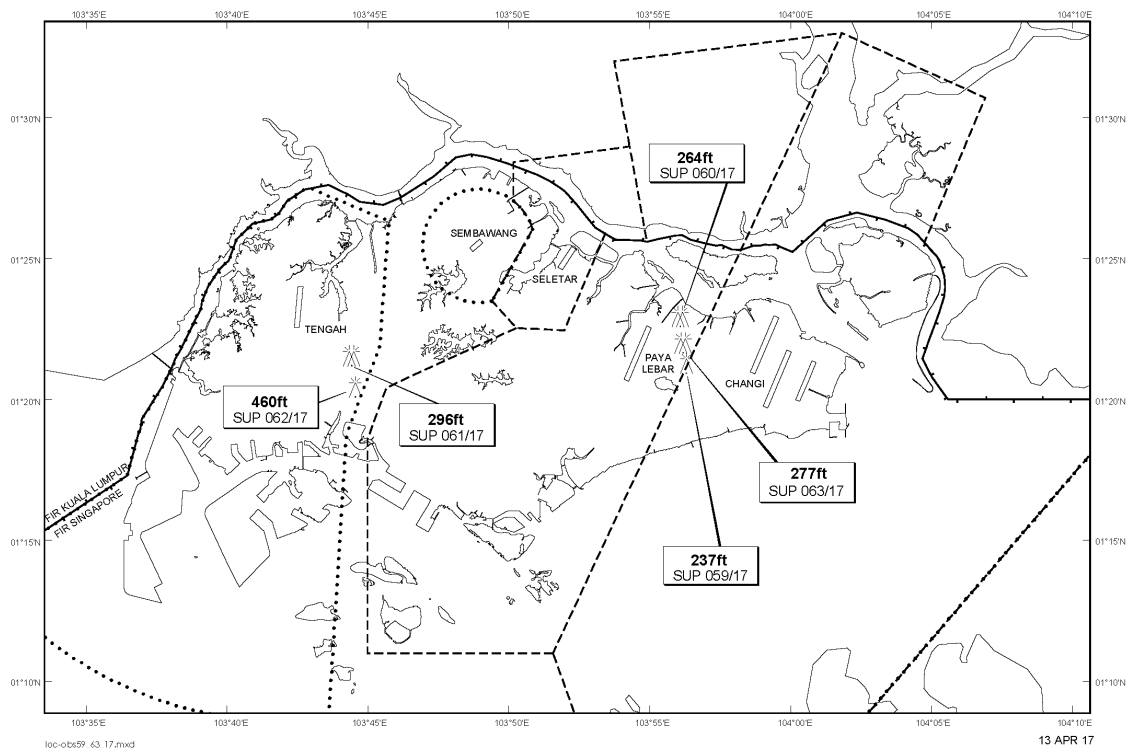 103°35'E 103°40'E 103°45'E 103°50'E 103°55'E 104°00'E 104°05'E 104°10'E
01°30'N 01°30'N
264ft
SUP 060/17
SEMBAWANG
01°25'N 01°25'N
SELETAR
TENGAH
PAYA
LEBAR
CHANGI
460ft
SUP 062/17
296ft
SUP 061/17
01°20'N 01°20'N
277ft
SUP 063/17
FIR KUALA LUMPUR
FIR SINGAPORE
237ft
SUP 059/17
01°15'N 01°15'N
01°10'N 01°10'N
103°35'E 103°40'E 103°45'E 103°50'E 103°55'E 104°00'E 104°05'E 104°10'E
loc-obs59_63_17.mxd
13 APR 17